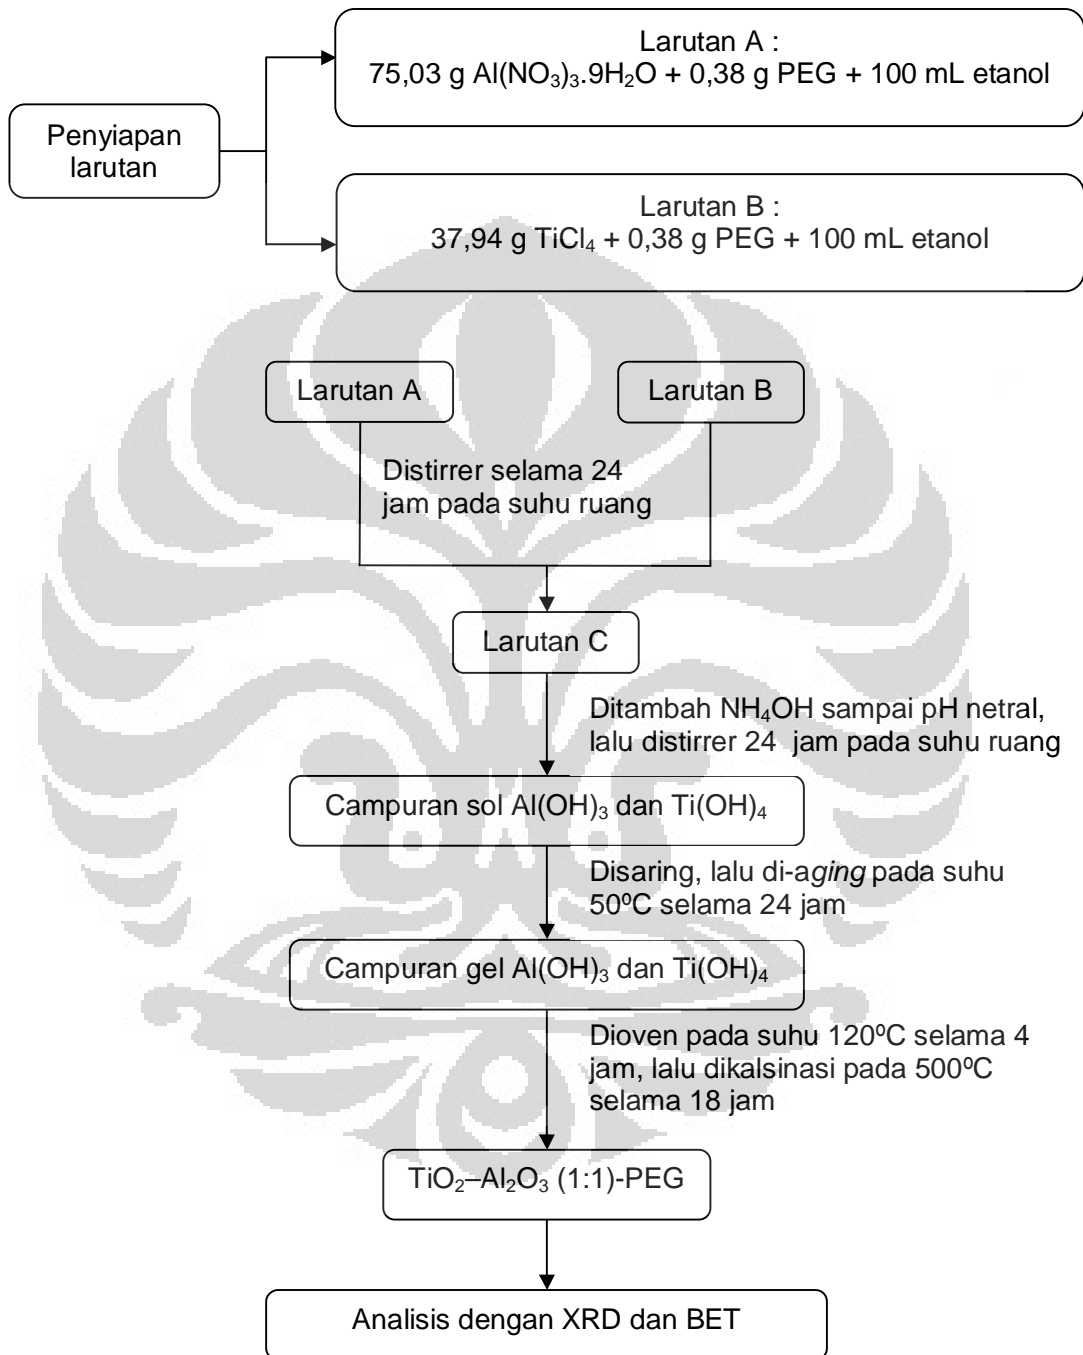 Larutan A :
75,03 g Al(NO₃)₃.9H₂O + 0,38 g PEG + 100 mL etanol
Penyiapan
larutan
Larutan B :
37,94 g TiCl₄ + 0,38 g PEG + 100 mL etanol
Larutan A
Larutan B
Distirrer selama 24
jam pada suhu ruang
Larutan C
Ditambah NH₄OH sampai pH netral,
lalu distirrer 24 jam pada suhu ruang
Campuran sol Al(OH)₃ dan Ti(OH)₄
Disaring, lalu di-aging pada suhu
50ºC selama 24 jam
Campuran gel Al(OH)₃ dan Ti(OH)₄
Dioven pada suhu 120ºC selama 4
jam, lalu dikalsinasi pada 500ºC
selama 18 jam
TiO₂–Al₂O₃ (1:1)-PEG
Analisis dengan XRD dan BET